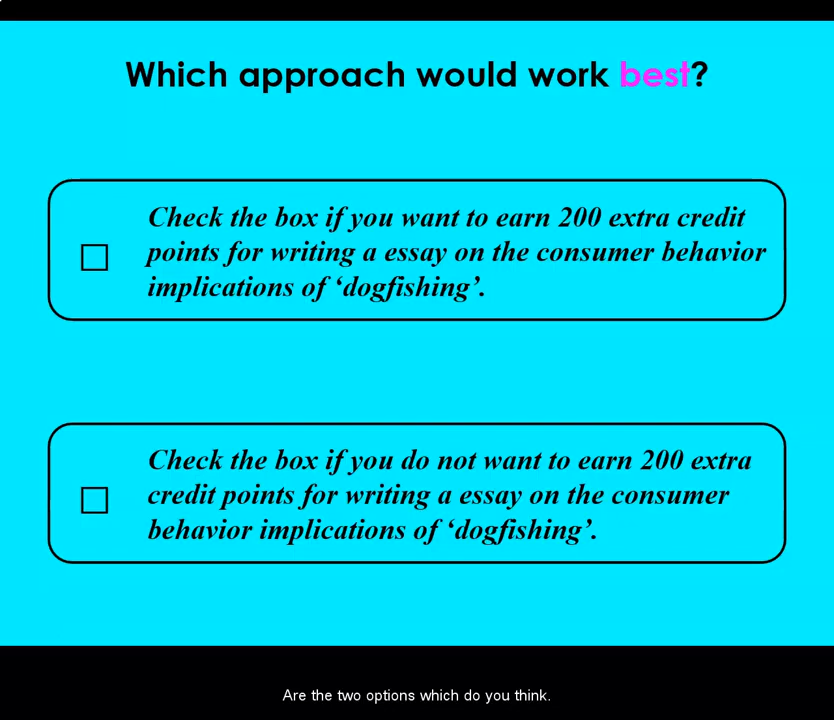 Which approach would work best?
Check the box if you want to earn 200 extra credit
points for writing a essay on the consumer behavior
implications of ‘dogfishing’.
Check the box if you do not want to earn 200 extra
credit points for writing a essay on the consumer
behavior implications of ‘dogfishing’.
Are the two options which do you think.